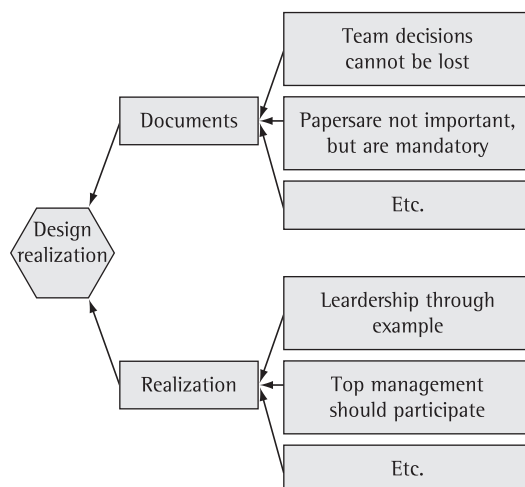 Team decisions
cannot be lost
Documents
Papersare not important,
but are mandatory
Etc.
Design
realization
Leardership through
example
Realization
Top management
should participate
Etc.